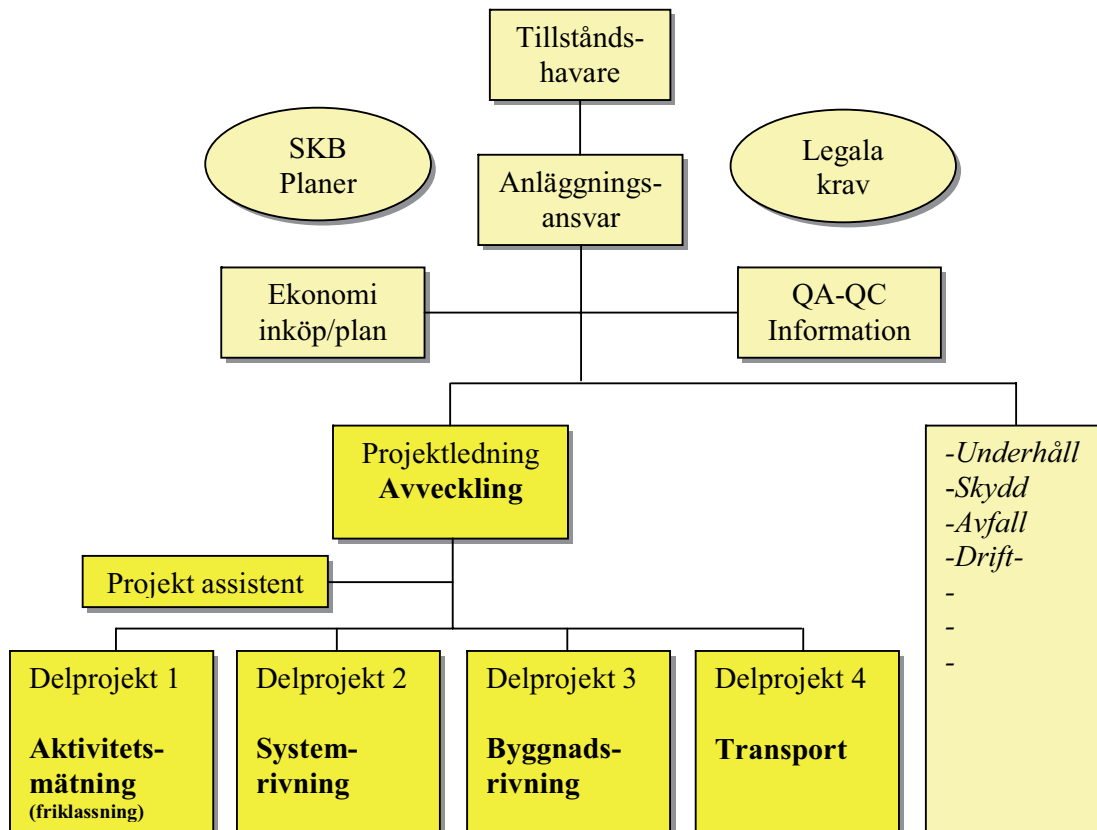 Tillstånds-
havare
SKB
Planer
Legala
krav
Anläggnings-
ansvar
Ekonomi
inköp/plan
QA-QC
Information
Projektledning
Avveckling
-Underhåll
-Skydd
-Avfall
-Drift-
-
-
-
Projekt assistent
Delprojekt 1
Aktivitets-
mätning
(friklassning)
Delprojekt 2
System-
rivning
Delprojekt 3
Byggnads-
rivning
Delprojekt 4
Transport